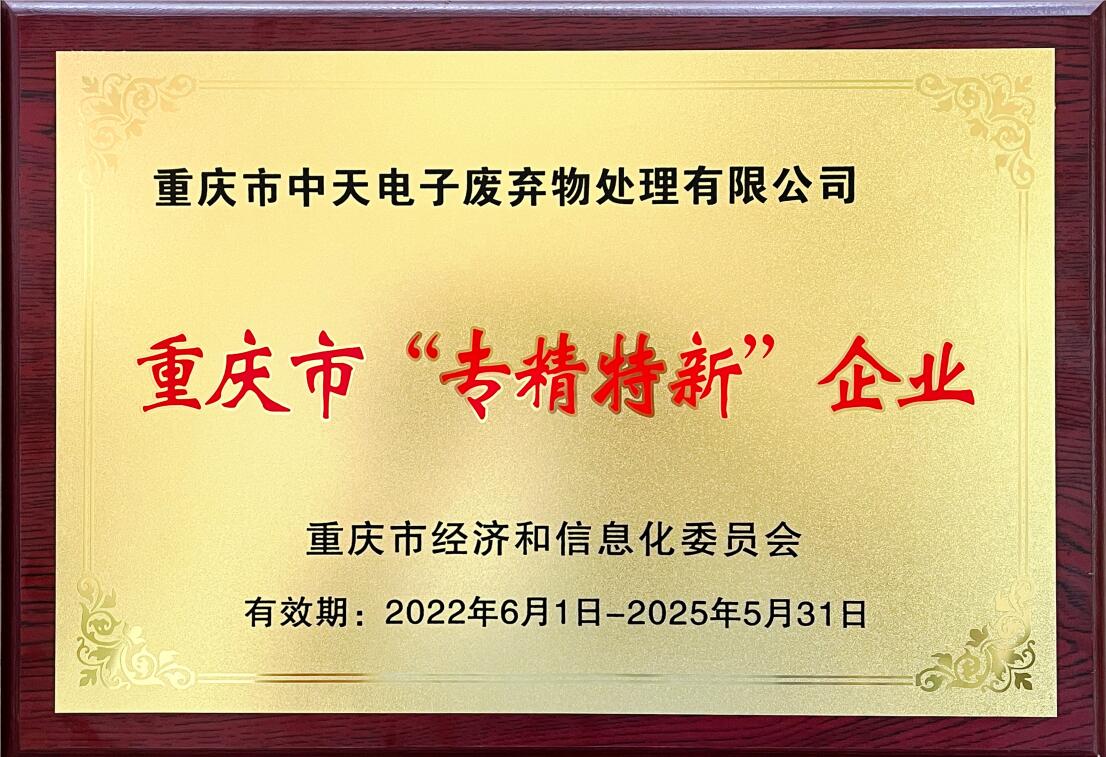 重庆市中天电子废弃物处理有限公司
重庆市“专精特新”企业
重庆市经济和信息化委员会
有效期：2022年6月1日-2025年5月31日